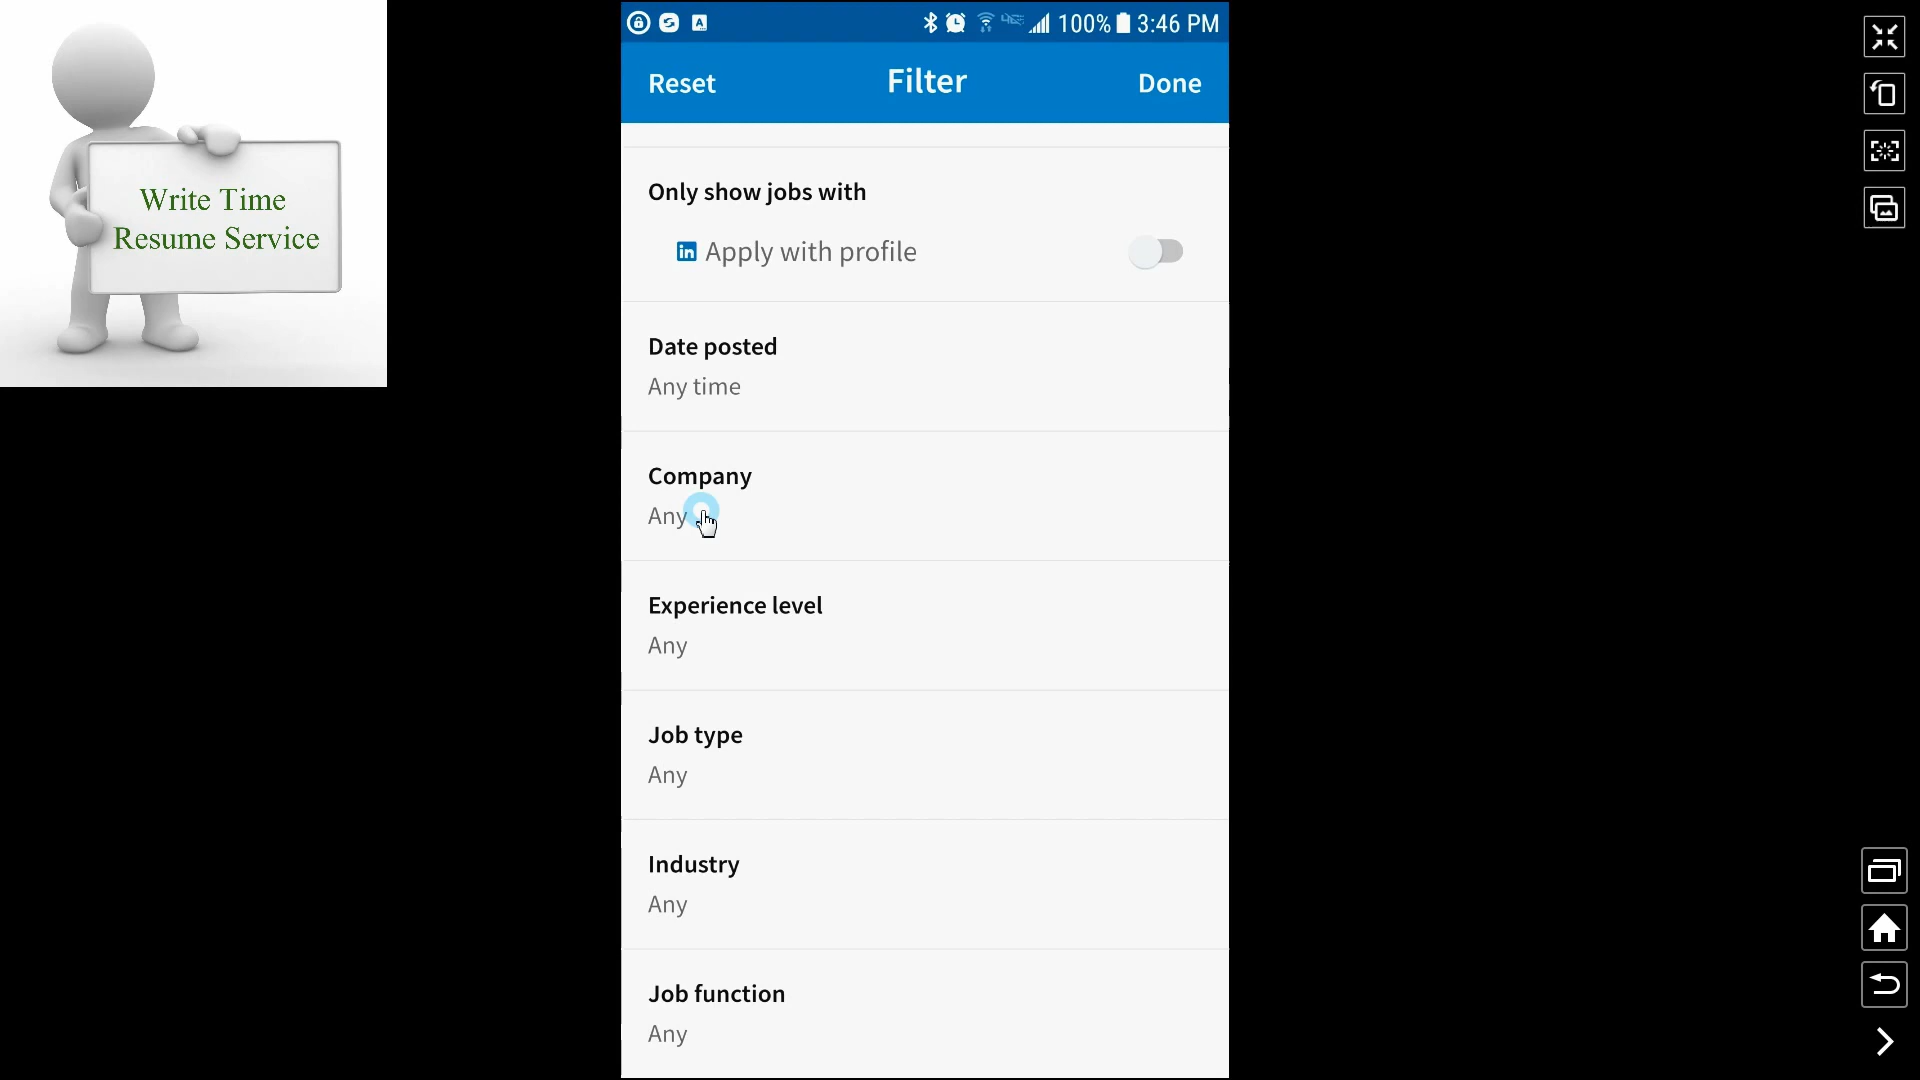 Write Time
Resume Service
100% 3:46 PM
Reset Filter Done
Only show jobs with
in Apply with profile
Date posted
Any time
Company
Any
Experience level
Any
Job type
Any
Industry
Any
Job function
Any